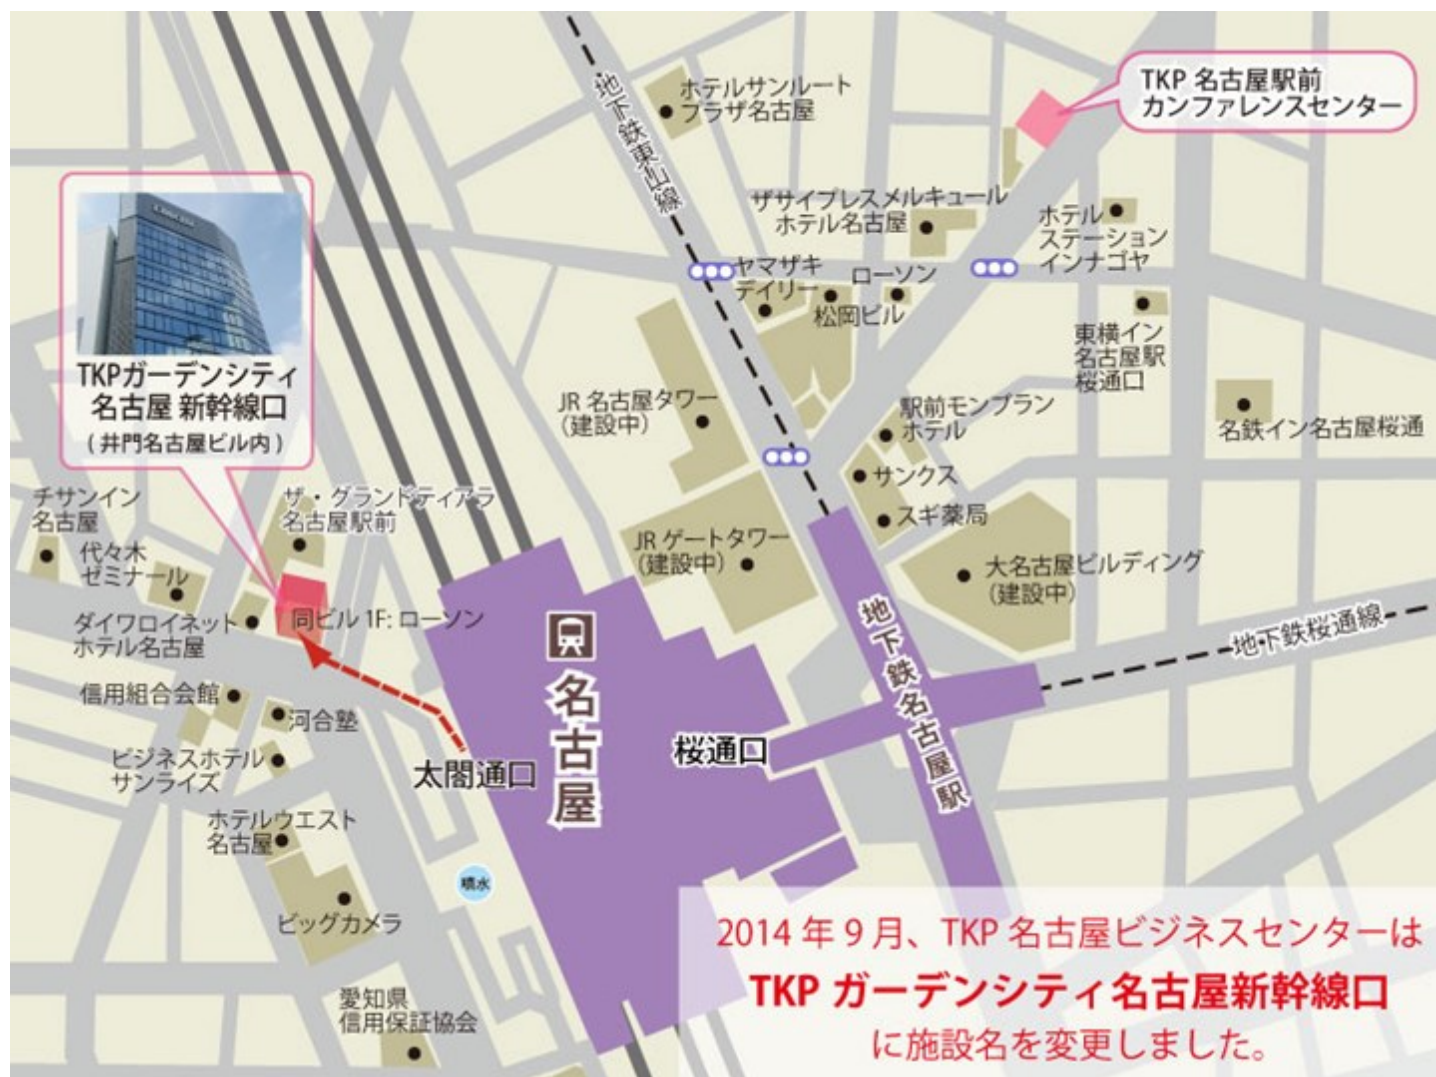 地下鉄東山線
ホテルサンルート
プラザ名古屋
TKP 名古屋駅前
カンファレンスセンター
TKPガーデンシティ
名古屋 新幹線口
( 井門名古屋ビル内 )
ザサイプレスメルキュール
ホテル名古屋
ホテル
ステーション
インナゴヤ
ヤマザキ
デイリー
ローソン
松岡ビル
東横イン
名古屋駅
桜通口
JR 名古屋タワー
(建設中)
駅前モンブラン
ホテル
名鉄イン名古屋桜通
サンクス
スギ薬局
チサンイン
名古屋
ザ・グランドティアラ
名古屋駅前
代々木
ゼミナール
JR ゲートタワー
(建設中)
大名古屋ビルディング
(建設中)
ダイワロイネット
ホテル名古屋
同ビル 1F: ローソン
地下鉄桜通線
地下鉄名古屋駅
名古屋
信用組合会館
河合塾
ビジネスホテル
サンライズ
太閤通口
桜通口
ホテルウエスト
名古屋
噴水
ビッグカメラ
愛知県
信用保証協会
2014 年 9 月、TKP 名古屋ビジネスセンターは
TKP ガーデンシティ名古屋新幹線口
に施設名を変更しました。